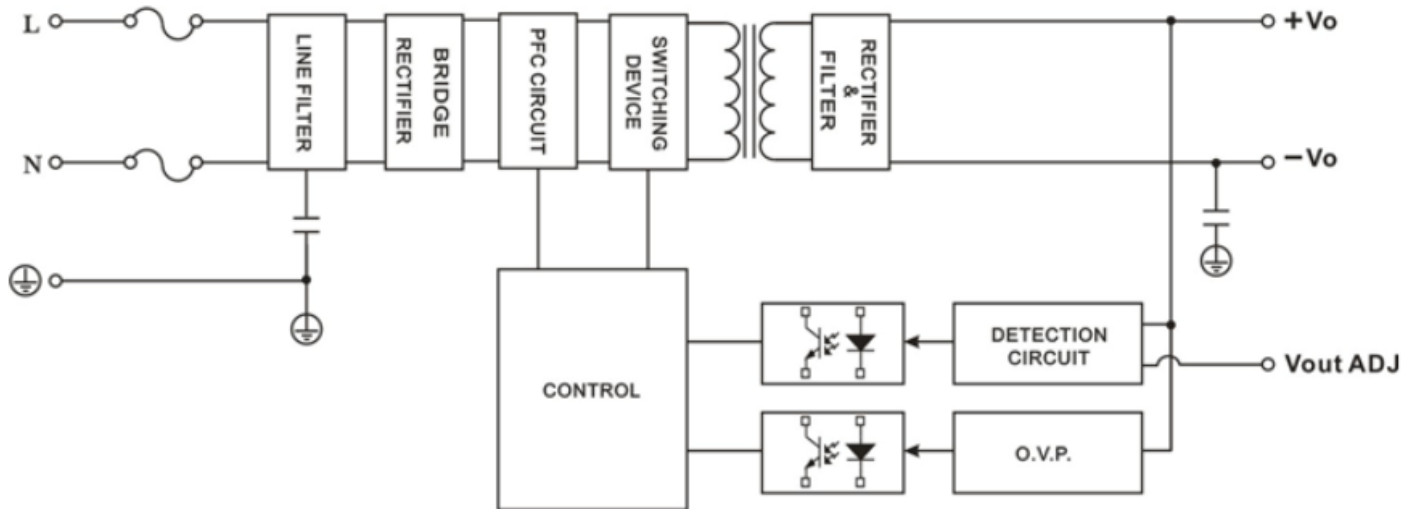 L
N
LINE FILTER
BRIDGE
RECTIFIER
PFC CIRCUIT
SWITCHING
DEVICE
RECTIFIER
&
FILTER
+Vo
−Vo
CONTROL
DETECTION
CIRCUIT
Vout ADJ
O.V.P.